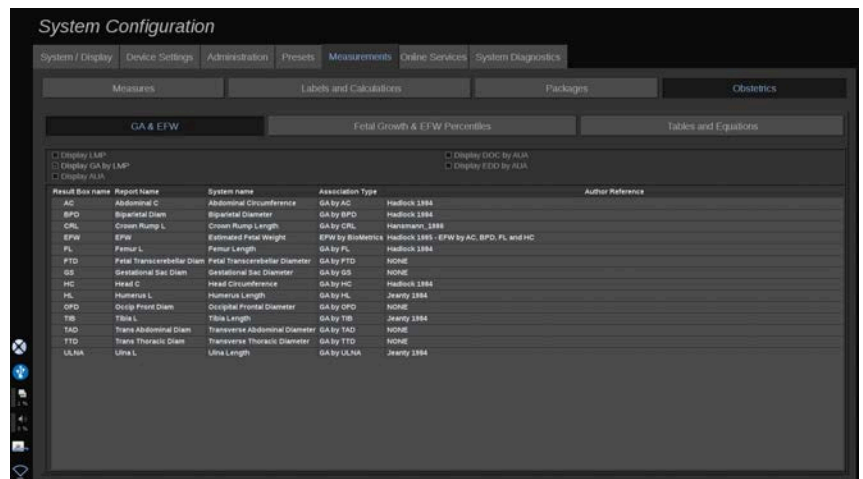 System Configuration
System / Display Device Settings Administration Presets Measurements Online Services System Diagnostics
Measures Labels and Calculations Packages Obstetrics
GA & EFW Fetal Growth & EFW Percentiles Tables and Equations
Display LMP Display DOC by AUA
Display GA by LMP Display EDD by AUA
Display AUA
Result Box name Report Name System name Association Type Author Reference
AC Abdominal C Abdominal Circumference GA by AC Hadlock 1984
BPD Biparietal Diam Biparietal Diameter GA by BPD Hadlock 1984
CRL Crown Rump L Crown Rump Length GA by CRL Hansmann_1986
EFW EFW Estimated Fetal Weight EFW by BioMetrics Hadlock 1985 - EFW by AC, BPD, FL and HC
FL Femur L Femur Length GA by FL Hadlock 1984
FTD Fetal Transcerebellar Diam Fetal Transcerebellar Diameter GA by FTD NONE
GS Gestational Sac Diam Gestational Sac Diameter GA by GS NONE
HC Head C Head Circumference GA by HC Hadlock 1984
HL Humerus L Humerus Length GA by HL Jeanty 1984
OFD Occip Front Diam Occipital Frontal Diameter GA by OFD NONE
TIB Tibia L Tibia Length GA by TIB Jeanty 1984
TAD Trans Abdominal Diam Transverse Abdominal Diameter GA by TAD NONE
TTD Trans Thoracic Diam Transverse Thoracic Diameter GA by TTD NONE
ULNA Ulna L Ulna Length GA by ULNA Jeanty 1984